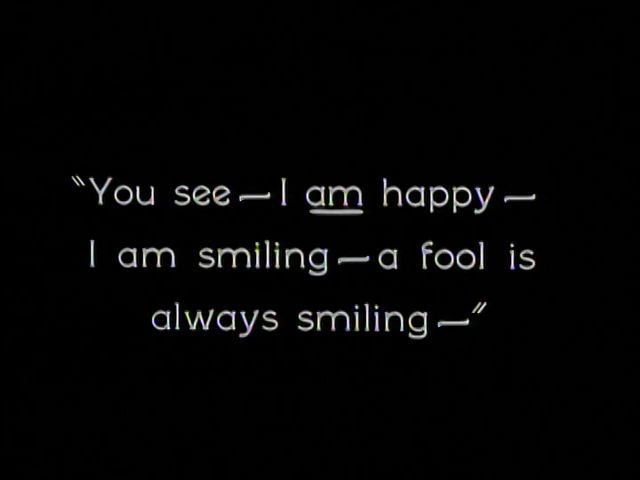 "You see—I am happy—
I am smiling—a fool is
always smiling—"